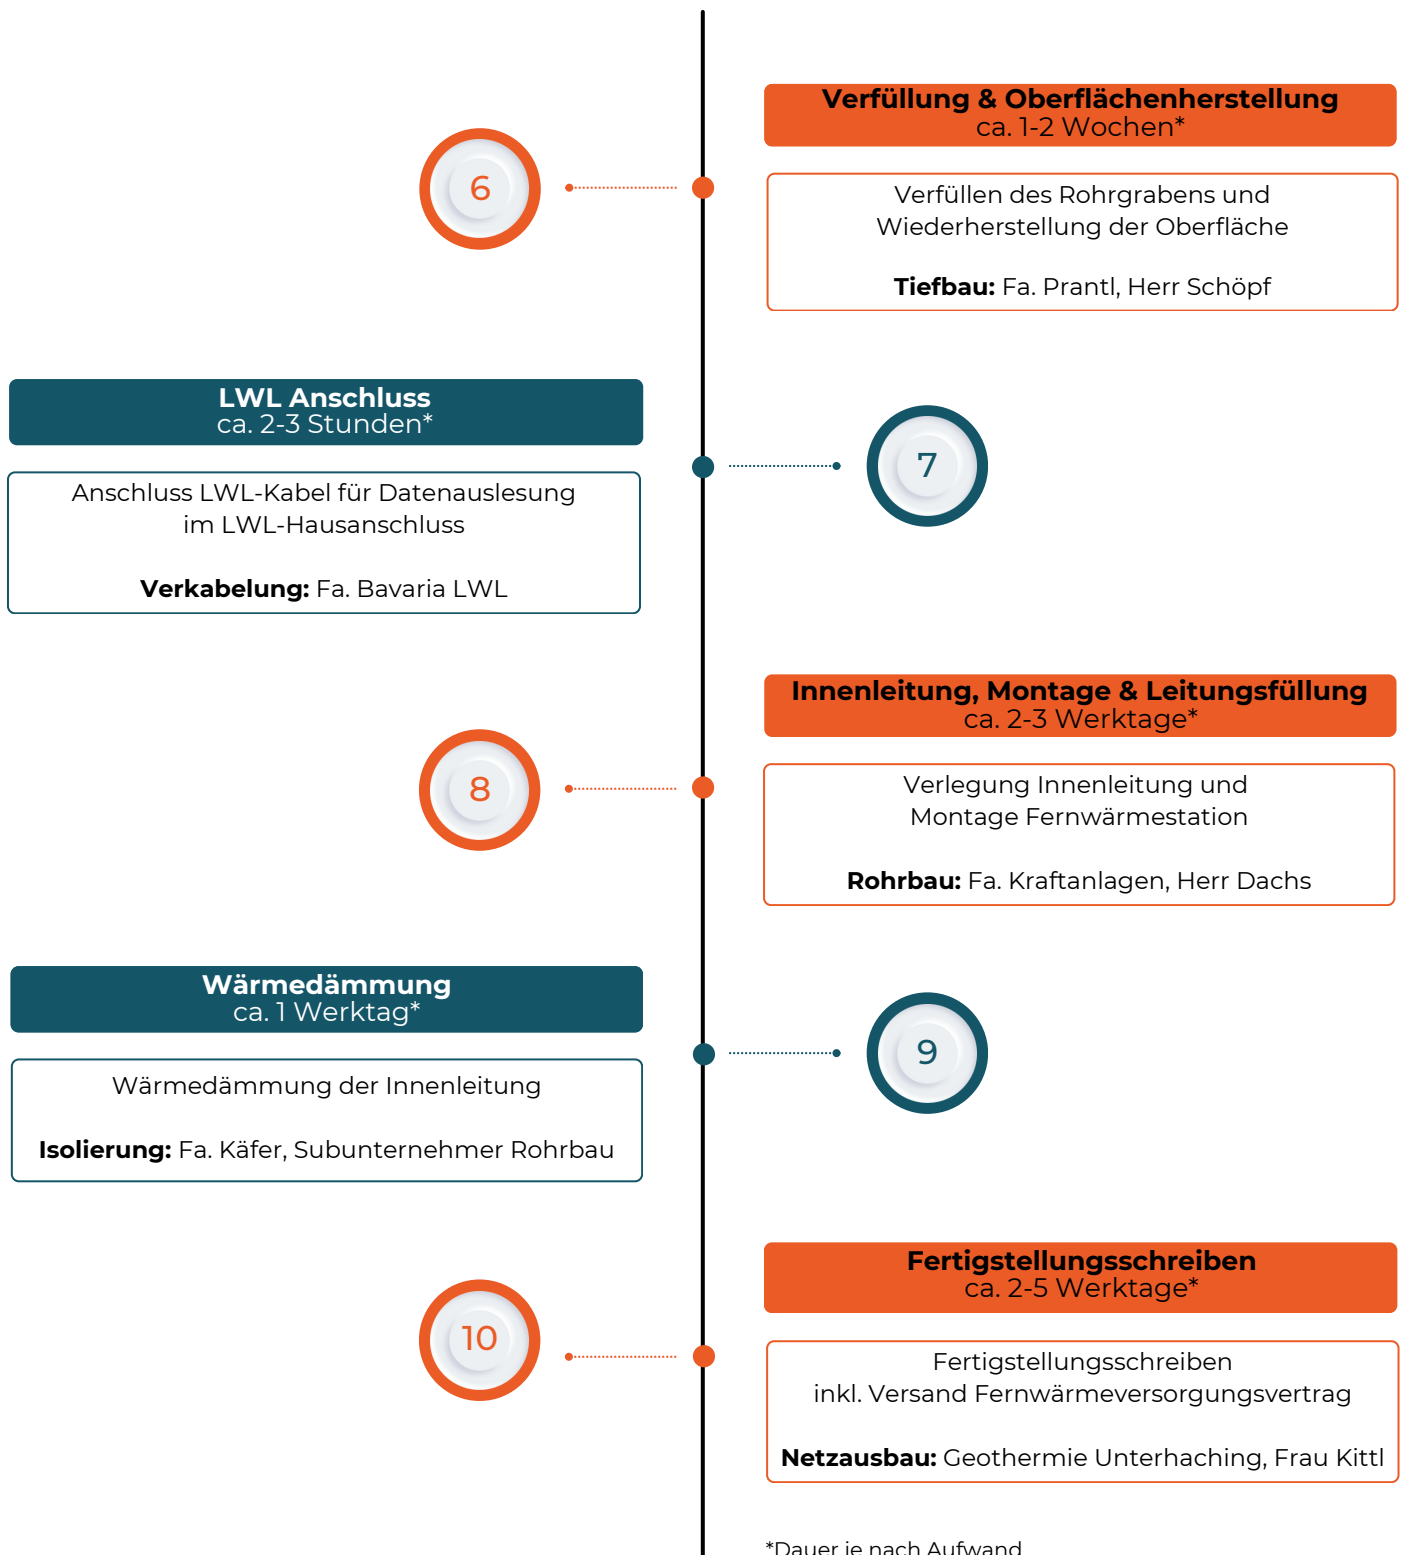 Verfüllung & Oberflächenherstellung
ca. 1-2 Wochen*
6
Verfüllen des Rohrgrabens und
Wiederherstellung der Oberfläche
Tiefbau: Fa. Prantl, Herr Schöpf
LWL Anschluss
ca. 2-3 Stunden*
7
Anschluss LWL-Kabel für Datenauslesung
im LWL-Hausanschluss
Verkabelung: Fa. Bavaria LWL
Innenleitung, Montage & Leitungsfüllung
ca. 2-3 Werktage*
8
Verlegung Innenleitung und
Montage Fernwärmestation
Rohrbau: Fa. Kraftanlagen, Herr Dachs
Wärmedämmung
ca. 1 Werktag*
9
Wärmedämmung der Innenleitung
Isolierung: Fa. Käfer, Subunternehmer Rohrbau
Fertigstellungsschreiben
ca. 2-5 Werktage*
10
Fertigstellungsschreiben
inkl. Versand Fernwärmeversorgungsvertrag
Netzausbau: Geothermie Unterhaching, Frau Kittl
*Dauer je nach Aufwand